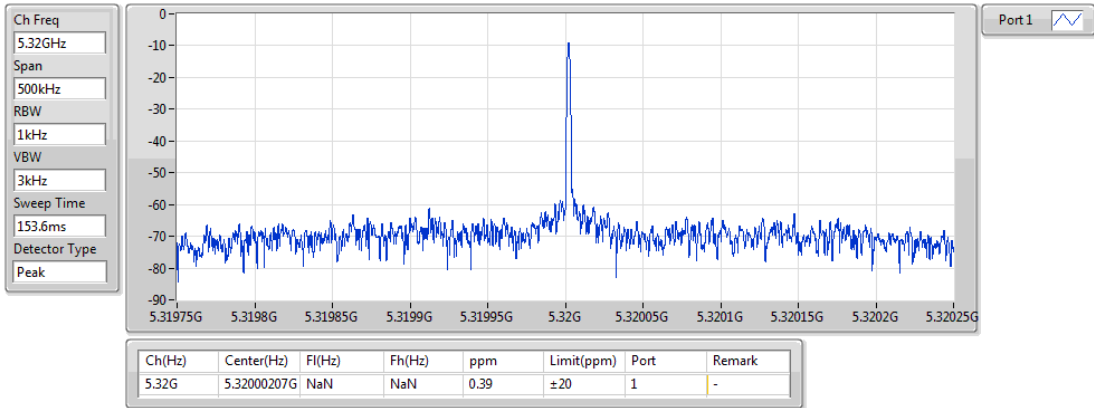 Ch Freq
5.32GHz
Span
500kHz
RBW
1kHz
VBW
3kHz
Sweep Time
153.6ms
Detector Type
Peak
0
-10
-20
-30
-40
-50
-60
-70
-80
-90
5.31975G 5.3198G 5.31985G 5.3199G 5.31995G 5.32G 5.32005G 5.3201G 5.32015G 5.3202G 5.32025G
Port 1
Ch(Hz) Center(Hz) Fl(Hz) Fh(Hz) ppm Limit(ppm) Port Remark
5.32G 5.32000207G NaN NaN 0.39 ±20 1 -